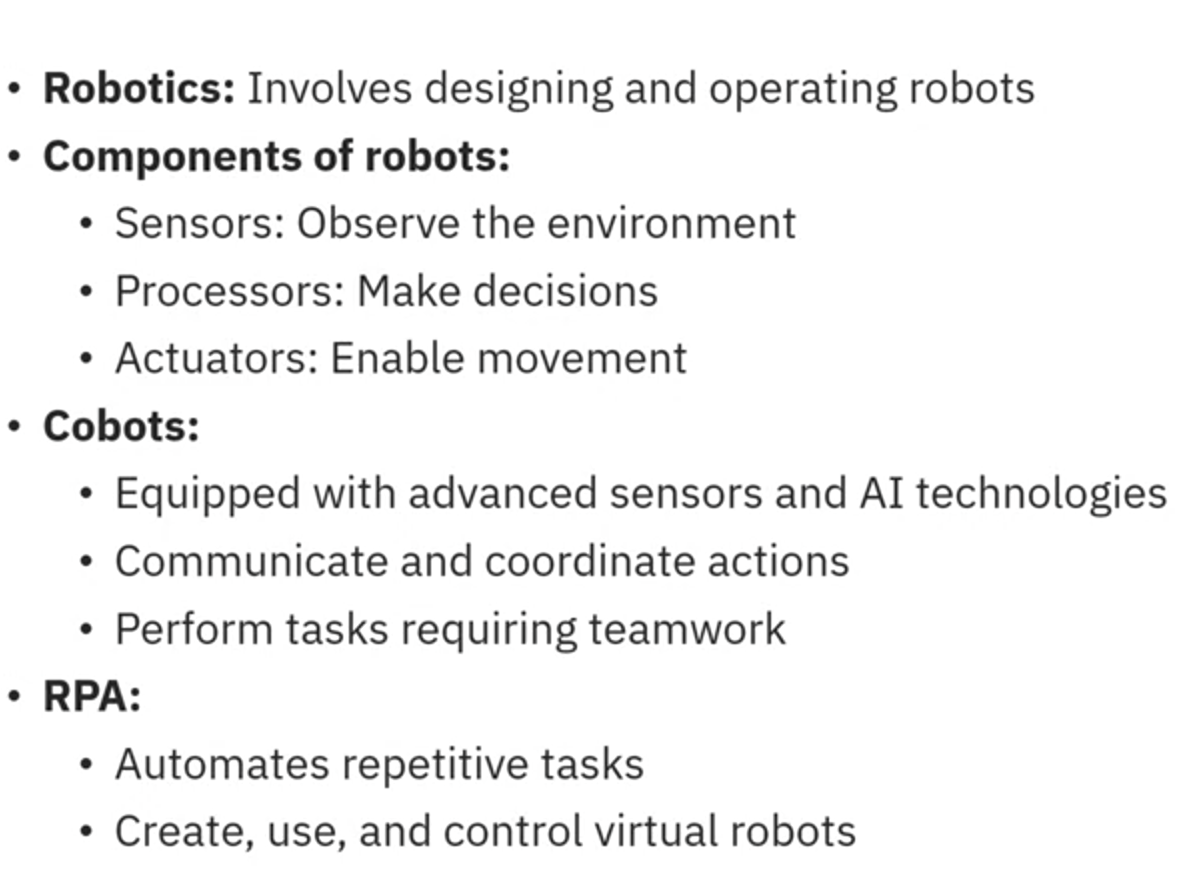 • Robotics: Involves designing and operating robots
• Components of robots:
• Sensors: Observe the environment
• Processors: Make decisions
• Actuators: Enable movement
• Cobots:
• Equipped with advanced sensors and AI technologies
• Communicate and coordinate actions
• Perform tasks requiring teamwork
• RPA:
• Automates repetitive tasks
• Create, use, and control virtual robots